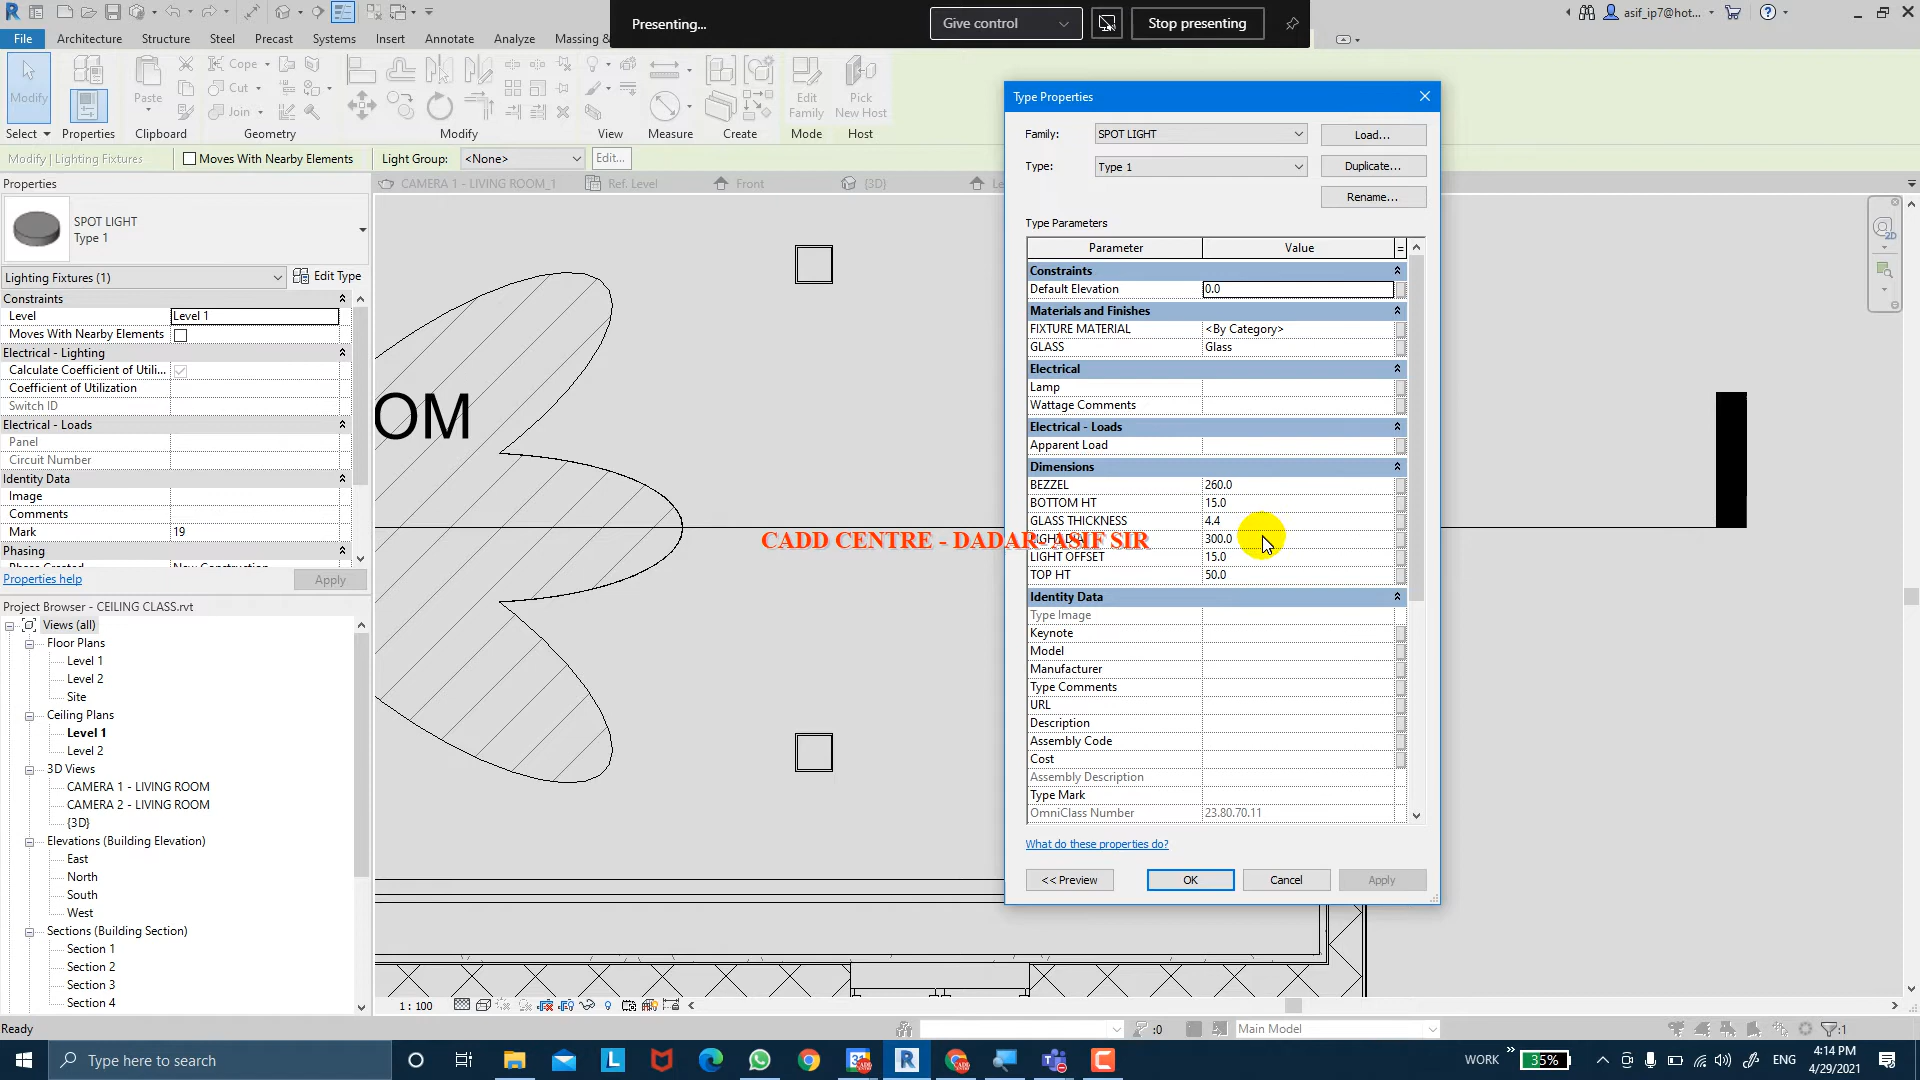 Presenting...
Give control
Stop presenting
asif_ip7@hot...
File
Architecture
Structure
Steel
Precast
Systems
Insert
Annotate
Analyze
Massing &
Modify
Paste
Cope
Cut
Join
Edit
Family
Pick
New Host
Select
Properties
Clipboard
Geometry
Modify
View
Measure
Create
Mode
Host
Modify | Lighting Fixtures
Moves With Nearby Elements
Light Group:
<None>
Edit...
Properties
CAMERA 1 - LIVING ROOM_1
Ref. Level
Front
{3D}
SPOT LIGHT
Type 1
Lighting Fixtures (1)
Edit Type
Constraints
Level Level 1
Moves With Nearby Elements
Electrical - Lighting
Calculate Coefficient of Utili...
Coefficient of Utilization
Switch ID
Electrical - Loads
Panel
Circuit Number
Identity Data
Image
Comments
Mark 19
Phasing
Properties help
Apply
Project Browser - CEILING CLASS.rvt
Views (all)
Floor Plans
Level 1
Level 2
Site
Ceiling Plans
Level 1
Level 2
3D Views
CAMERA 1 - LIVING ROOM
CAMERA 2 - LIVING ROOM
{3D}
Elevations (Building Elevation)
East
North
South
West
Sections (Building Section)
Section 1
Section 2
Section 3
Section 4
OOM
CADD CENTRE - DADAR- ASIF SIR
Type Properties
Family: SPOT LIGHT Load...
Type: Type 1 Duplicate...
Rename...
Type Parameters
Parameter Value =
Constraints
Default Elevation 0.0
Materials and Finishes
FIXTURE MATERIAL <By Category>
GLASS Glass
Electrical
Lamp
Wattage Comments
Electrical - Loads
Apparent Load
Dimensions
BEZZEL 260.0
BOTTOM HT 15.0
GLASS THICKNESS 4.4
300.0
LIGHT OFFSET 15.0
TOP HT 50.0
Identity Data
Type Image
Keynote
Model
Manufacturer
Type Comments
URL
Description
Assembly Code
Cost
Assembly Description
Type Mark
OmniClass Number 23.80.70.11
What do these properties do?
<< Preview
OK
Cancel
Apply
1 : 100
Ready
:0
Main Model
:1
Type here to search
WORK
35%
ENG
4:14 PM
4/29/2021